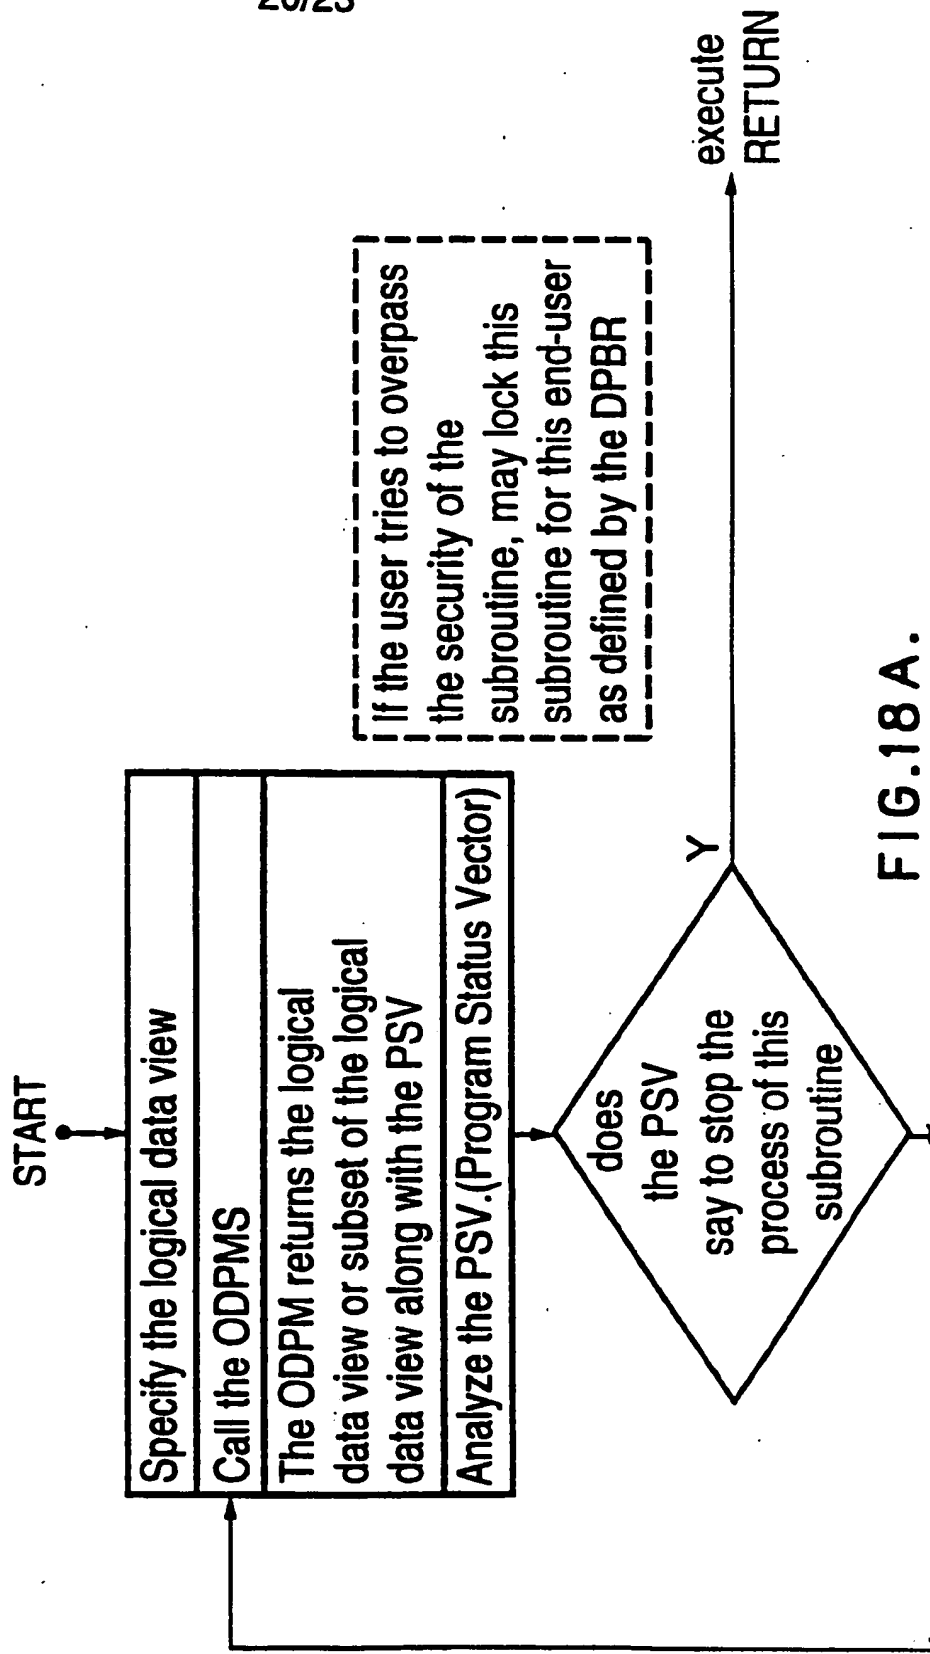 20/23
START
Specify the logical data view
Call the ODPMS
The ODPM returns the logical
data view or subset of the logical
data view along with the PSV
Analyze the PSV.(Program Status Vector)
If the user tries to overpass
the security of the
subroutine, may lock this
subroutine for this end-user
as defined by the DPBR
does
the PSV
say to stop the
process of this
subroutine
Y
execute
RETURN
FIG.18A.